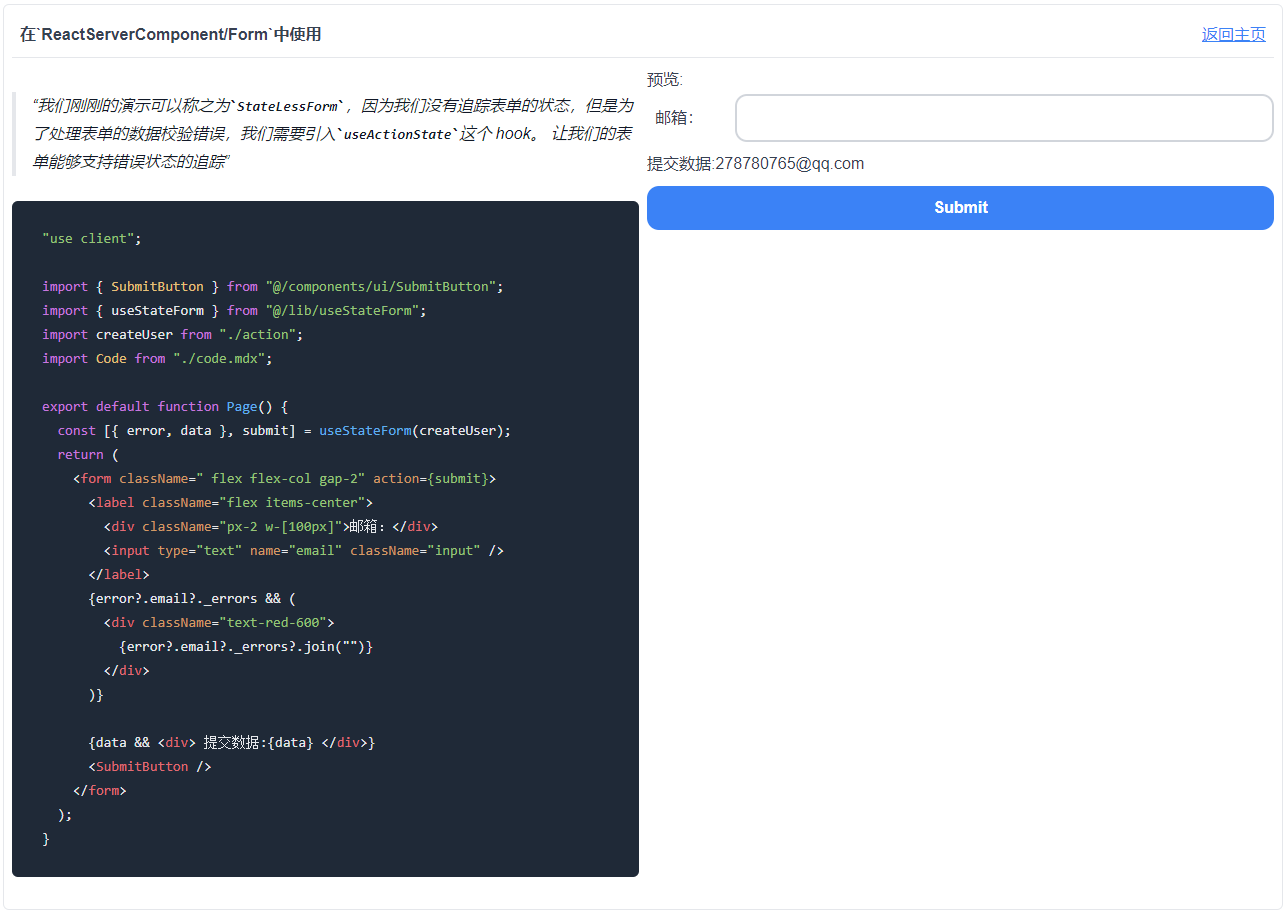 在`ReactServerComponent/Form`中使用
返回主页
“我们刚刚的演示可以称之为`StateLessForm`，因为我们没有追踪表单的状态，但是为
了处理表单的数据校验错误，我们需要引入`useActionState`这个 hook。 让我们的表
单能够支持错误状态的追踪”
"use client";
import { SubmitButton } from "@/components/ui/SubmitButton";
import { useStateForm } from "@/lib/useStateForm";
import createUser from "./action";
import Code from "./code.mdx";
export default function Page() {
  const [{ error, data }, submit] = useStateForm(createUser);
  return (
    <form className=" flex flex-col gap-2" action={submit}>
      <label className="flex items-center">
        <div className="px-2 w-[100px]">邮箱：</div>
        <input type="text" name="email" className="input" />
      </label>
      {error?.email?._errors && (
        <div className="text-red-600">
          {error?.email?._errors?.join("")}
        </div>
      )}
      {data && <div> 提交数据:{data} </div>}
      <SubmitButton />
    </form>
  );
}
预览:
邮箱：
提交数据:278780765@qq.com
Submit